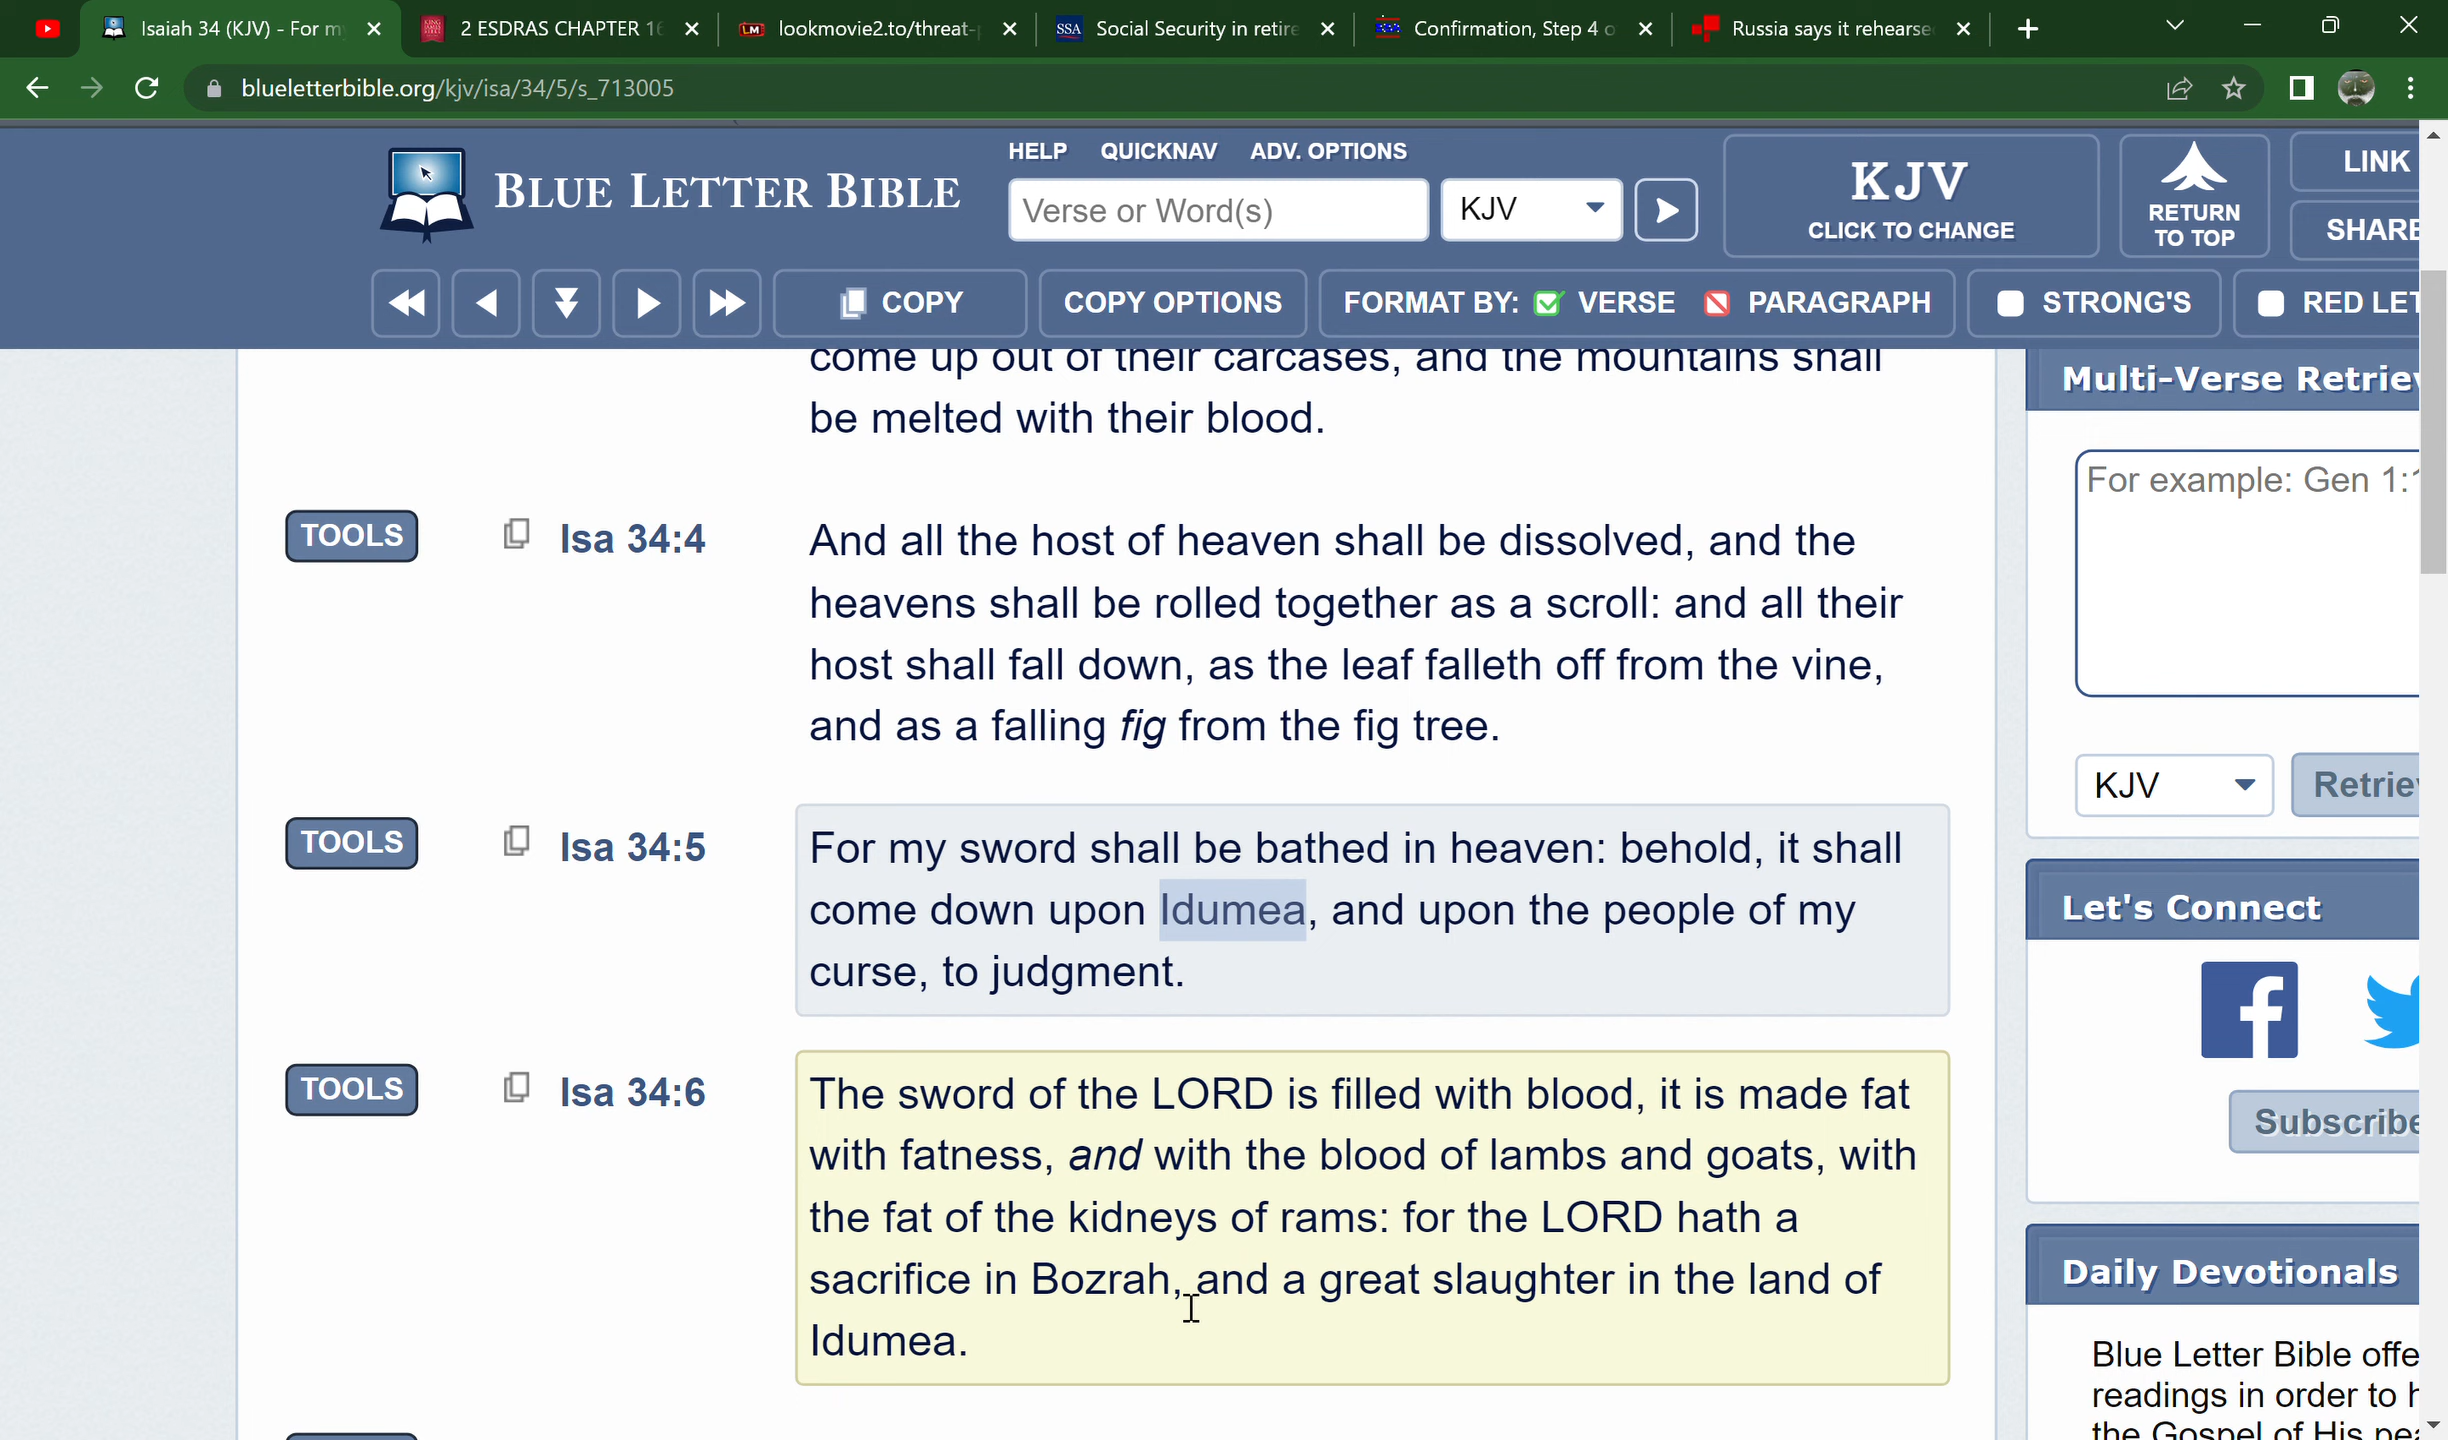 Isaiah 34 (KJV) - For m
2 ESDRAS CHAPTER 16
LM lookmovie2.to/threat-
SSA Social Security in retire
Confirmation, Step 4 o
Russia says it rehearse
blueletterbible.org/kjv/isa/34/5/s_713005
HELP QUICKNAV ADV. OPTIONS
BLUE LETTER BIBLE
Verse or Word(s)
KJV
KJV
CLICK TO CHANGE
RETURN
TO TOP
LINK
SHARE
COPY
COPY OPTIONS
FORMAT BY: VERSE PARAGRAPH
STRONG'S
RED LET
come up out of their carcases, and the mountains shall
be melted with their blood.
TOOLS
Isa 34:4
And all the host of heaven shall be dissolved, and the
heavens shall be rolled together as a scroll: and all their
host shall fall down, as the leaf falleth off from the vine,
and as a falling fig from the fig tree.
TOOLS
Isa 34:5
For my sword shall be bathed in heaven: behold, it shall
come down upon Idumea, and upon the people of my
curse, to judgment.
TOOLS
Isa 34:6
The sword of the LORD is filled with blood, it is made fat
with fatness, and with the blood of lambs and goats, with
the fat of the kidneys of rams: for the LORD hath a
sacrifice in Bozrah, and a great slaughter in the land of
Idumea.
Multi-Verse Retriev
For example: Gen 1:1
KJV
Retriev
Let's Connect
Subscribe
Daily Devotionals
Blue Letter Bible offe
readings in order to h
the Gospel of His pea